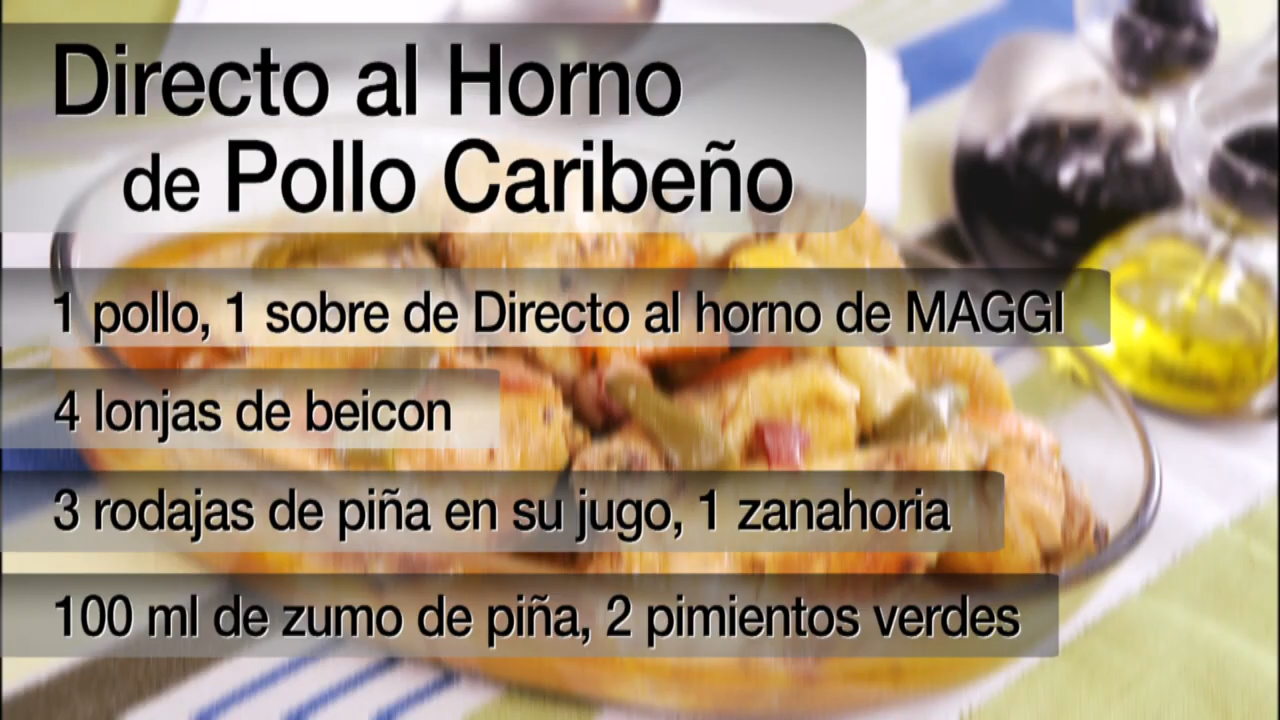 Directo al Horno
de Pollo Caribeño
1 pollo, 1 sobre de Directo al horno de MAGGI
4 lonjas de beicon
3 rodajas de piña en su jugo, 1 zanahoria
100 ml de zumo de piña, 2 pimientos verdes